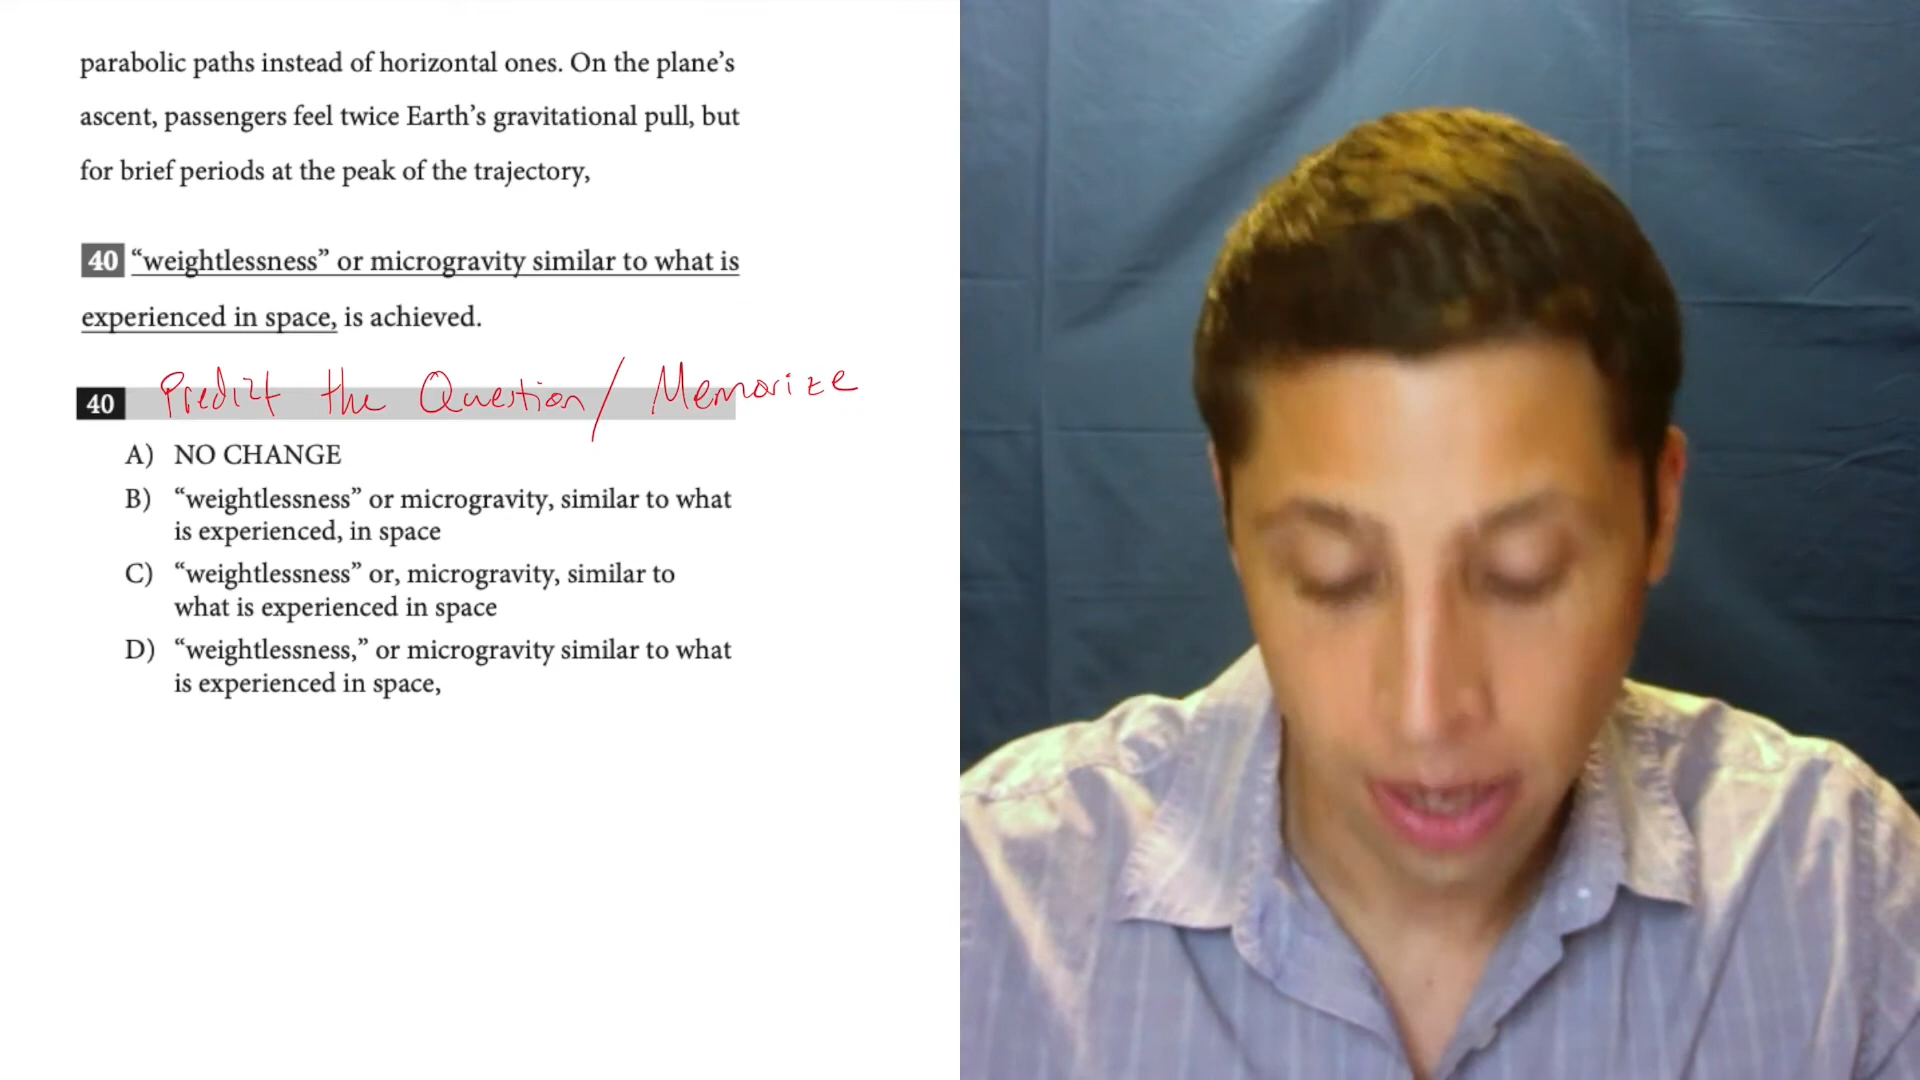 parabolic paths instead of horizontal ones. On the plane’s
ascent, passengers feel twice Earth’s gravitational pull, but
for brief periods at the peak of the trajectory,
40 “weightlessness” or microgravity similar to what is
experienced in space, is achieved.
40 Predict the Question / Memorize
A) NO CHANGE
B) “weightlessness” or microgravity, similar to what
is experienced, in space
C) “weightlessness” or, microgravity, similar to
what is experienced in space
D) “weightlessness,” or microgravity similar to what
is experienced in space,